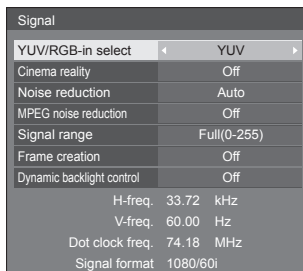 Signal
YUV/RGB-in select YUV
Cinema reality Off
Noise reduction Auto
MPEG noise reduction Off
Signal range Full(0-255)
Frame creation Off
Dynamic backlight control Off
H-freq. 33.72 kHz
V-freq. 60.00 Hz
Dot clock freq. 74.18 MHz
Signal format 1080/60i